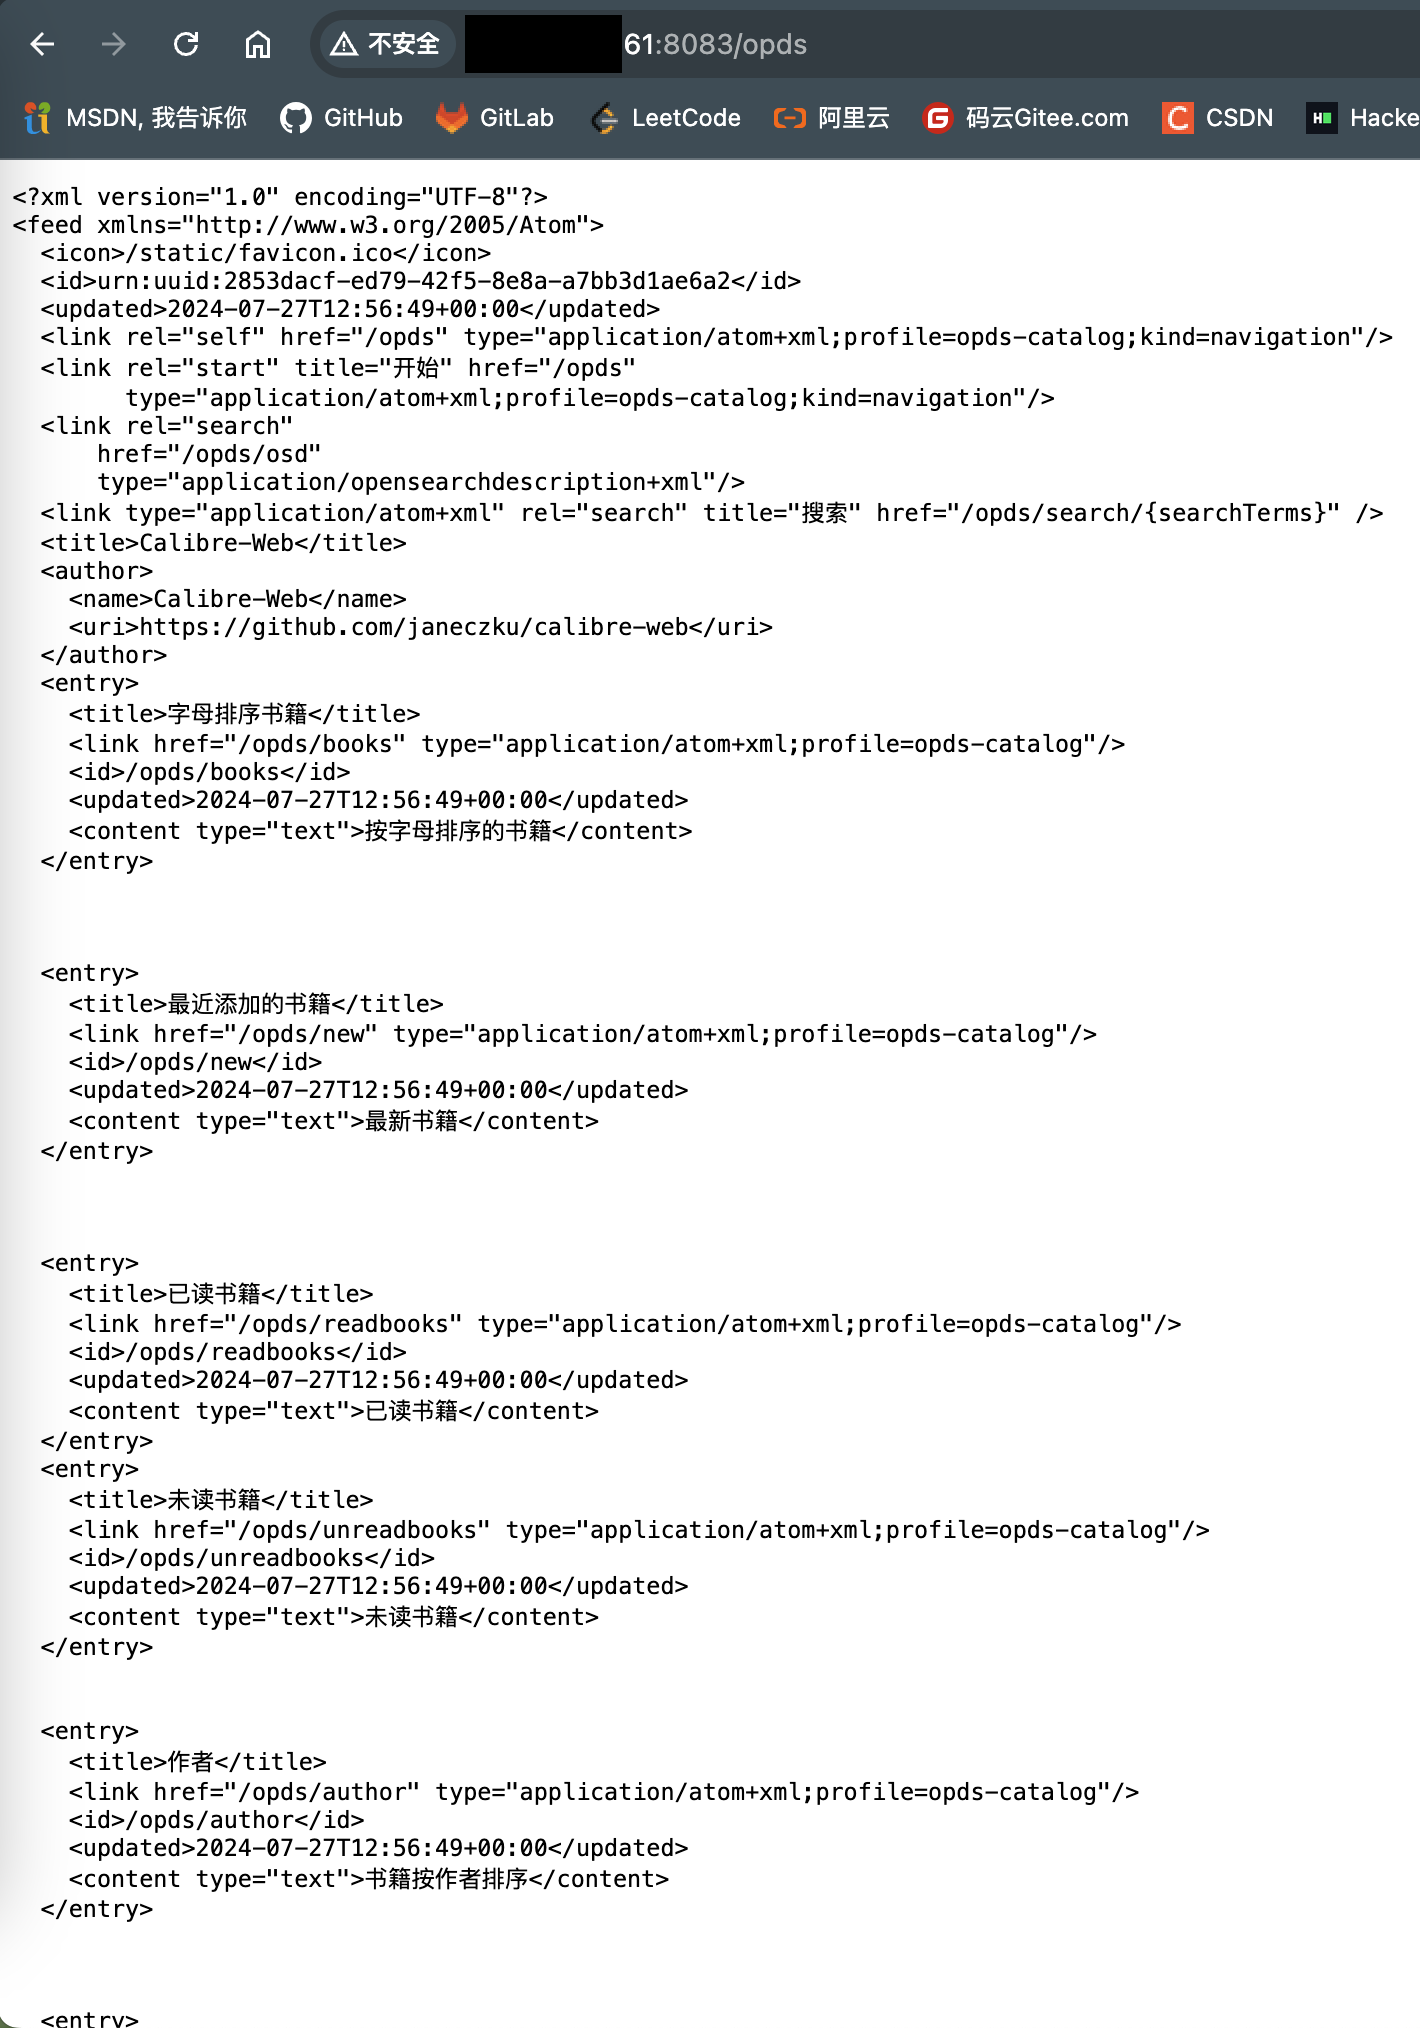 不安全 61:8083/opds
MSDN, 我告诉你 GitHub GitLab LeetCode 阿里云 码云Gitee.com CSDN Hacke
<?xml version="1.0" encoding="UTF-8"?>
<feed xmlns="http://www.w3.org/2005/Atom">
<icon>/static/favicon.ico</icon>
<id>urn:uuid:2853dacf-ed79-42f5-8e8a-a7bb3d1ae6a2</id>
<updated>2024-07-27T12:56:49+00:00</updated>
<link rel="self" href="/opds" type="application/atom+xml;profile=opds-catalog;kind=navigation"/>
<link rel="start" title="开始" href="/opds"
type="application/atom+xml;profile=opds-catalog;kind=navigation"/>
<link rel="search"
href="/opds/osd"
type="application/opensearchdescription+xml"/>
<link type="application/atom+xml" rel="search" title="搜索" href="/opds/search/{searchTerms}" />
<title>Calibre-Web</title>
<author>
<name>Calibre-Web</name>
<uri>https://github.com/janeczku/calibre-web</uri>
</author>
<entry>
<title>字母排序书籍</title>
<link href="/opds/books" type="application/atom+xml;profile=opds-catalog"/>
<id>/opds/books</id>
<updated>2024-07-27T12:56:49+00:00</updated>
<content type="text">按字母排序的书籍</content>
</entry>
<entry>
<title>最近添加的书籍</title>
<link href="/opds/new" type="application/atom+xml;profile=opds-catalog"/>
<id>/opds/new</id>
<updated>2024-07-27T12:56:49+00:00</updated>
<content type="text">最新书籍</content>
</entry>
<entry>
<title>已读书籍</title>
<link href="/opds/readbooks" type="application/atom+xml;profile=opds-catalog"/>
<id>/opds/readbooks</id>
<updated>2024-07-27T12:56:49+00:00</updated>
<content type="text">已读书籍</content>
</entry>
<entry>
<title>未读书籍</title>
<link href="/opds/unreadbooks" type="application/atom+xml;profile=opds-catalog"/>
<id>/opds/unreadbooks</id>
<updated>2024-07-27T12:56:49+00:00</updated>
<content type="text">未读书籍</content>
</entry>
<entry>
<title>作者</title>
<link href="/opds/author" type="application/atom+xml;profile=opds-catalog"/>
<id>/opds/author</id>
<updated>2024-07-27T12:56:49+00:00</updated>
<content type="text">书籍按作者排序</content>
</entry>
<entry>